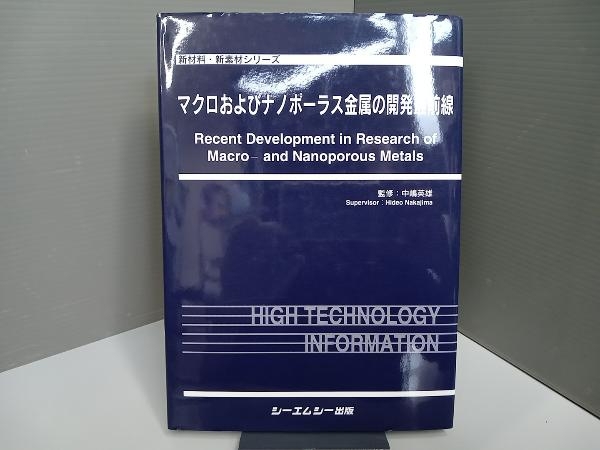 新材料・新素材シリーズ
マクロおよびナノポーラス金属の開発最前線
Recent Development in Research of
Macro- and Nanoporous Metals
監修：中嶋英雄
Supervisor : Hideo Nakajima
HIGH TECHNOLOGY
INFORMATION
シーエムシー出版